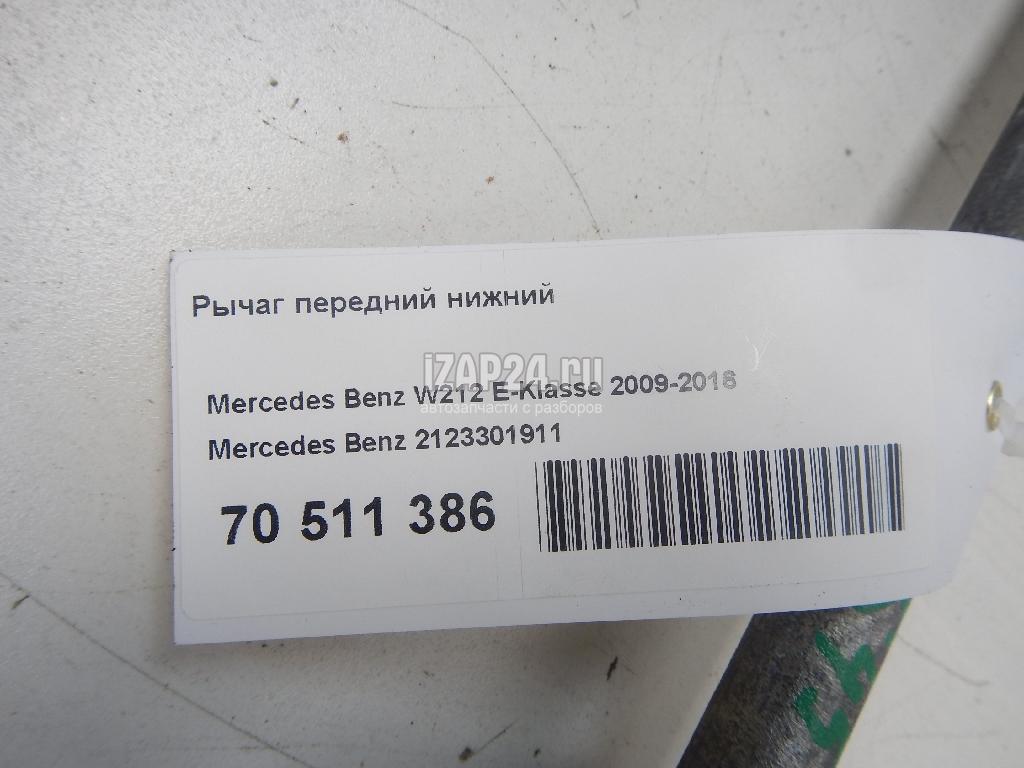 Рычаг передний нижний
iZAP24.ru
Mercedes Benz W212 E-Klasse 2009-2016
автозапчасти с разборов
Mercedes Benz 2123301911
70 511 386